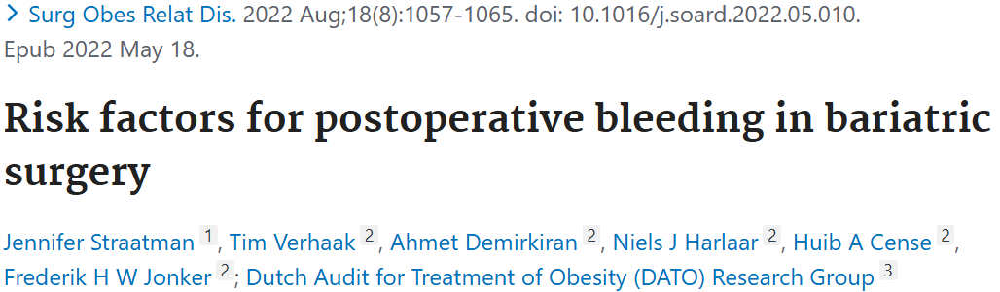 > Surg Obes Relat Dis. 2022 Aug;18(8):1057-1065. doi: 10.1016/j.soard.2022.05.010.
Epub 2022 May 18.
Risk factors for postoperative bleeding in bariatric
surgery
Jennifer Straatman 1, Tim Verhaak 2, Ahmet Demirkiran 2, Niels J Harlaar 2, Huib A Cense 2,
Frederik H W Jonker 2; Dutch Audit for Treatment of Obesity (DATO) Research Group 3